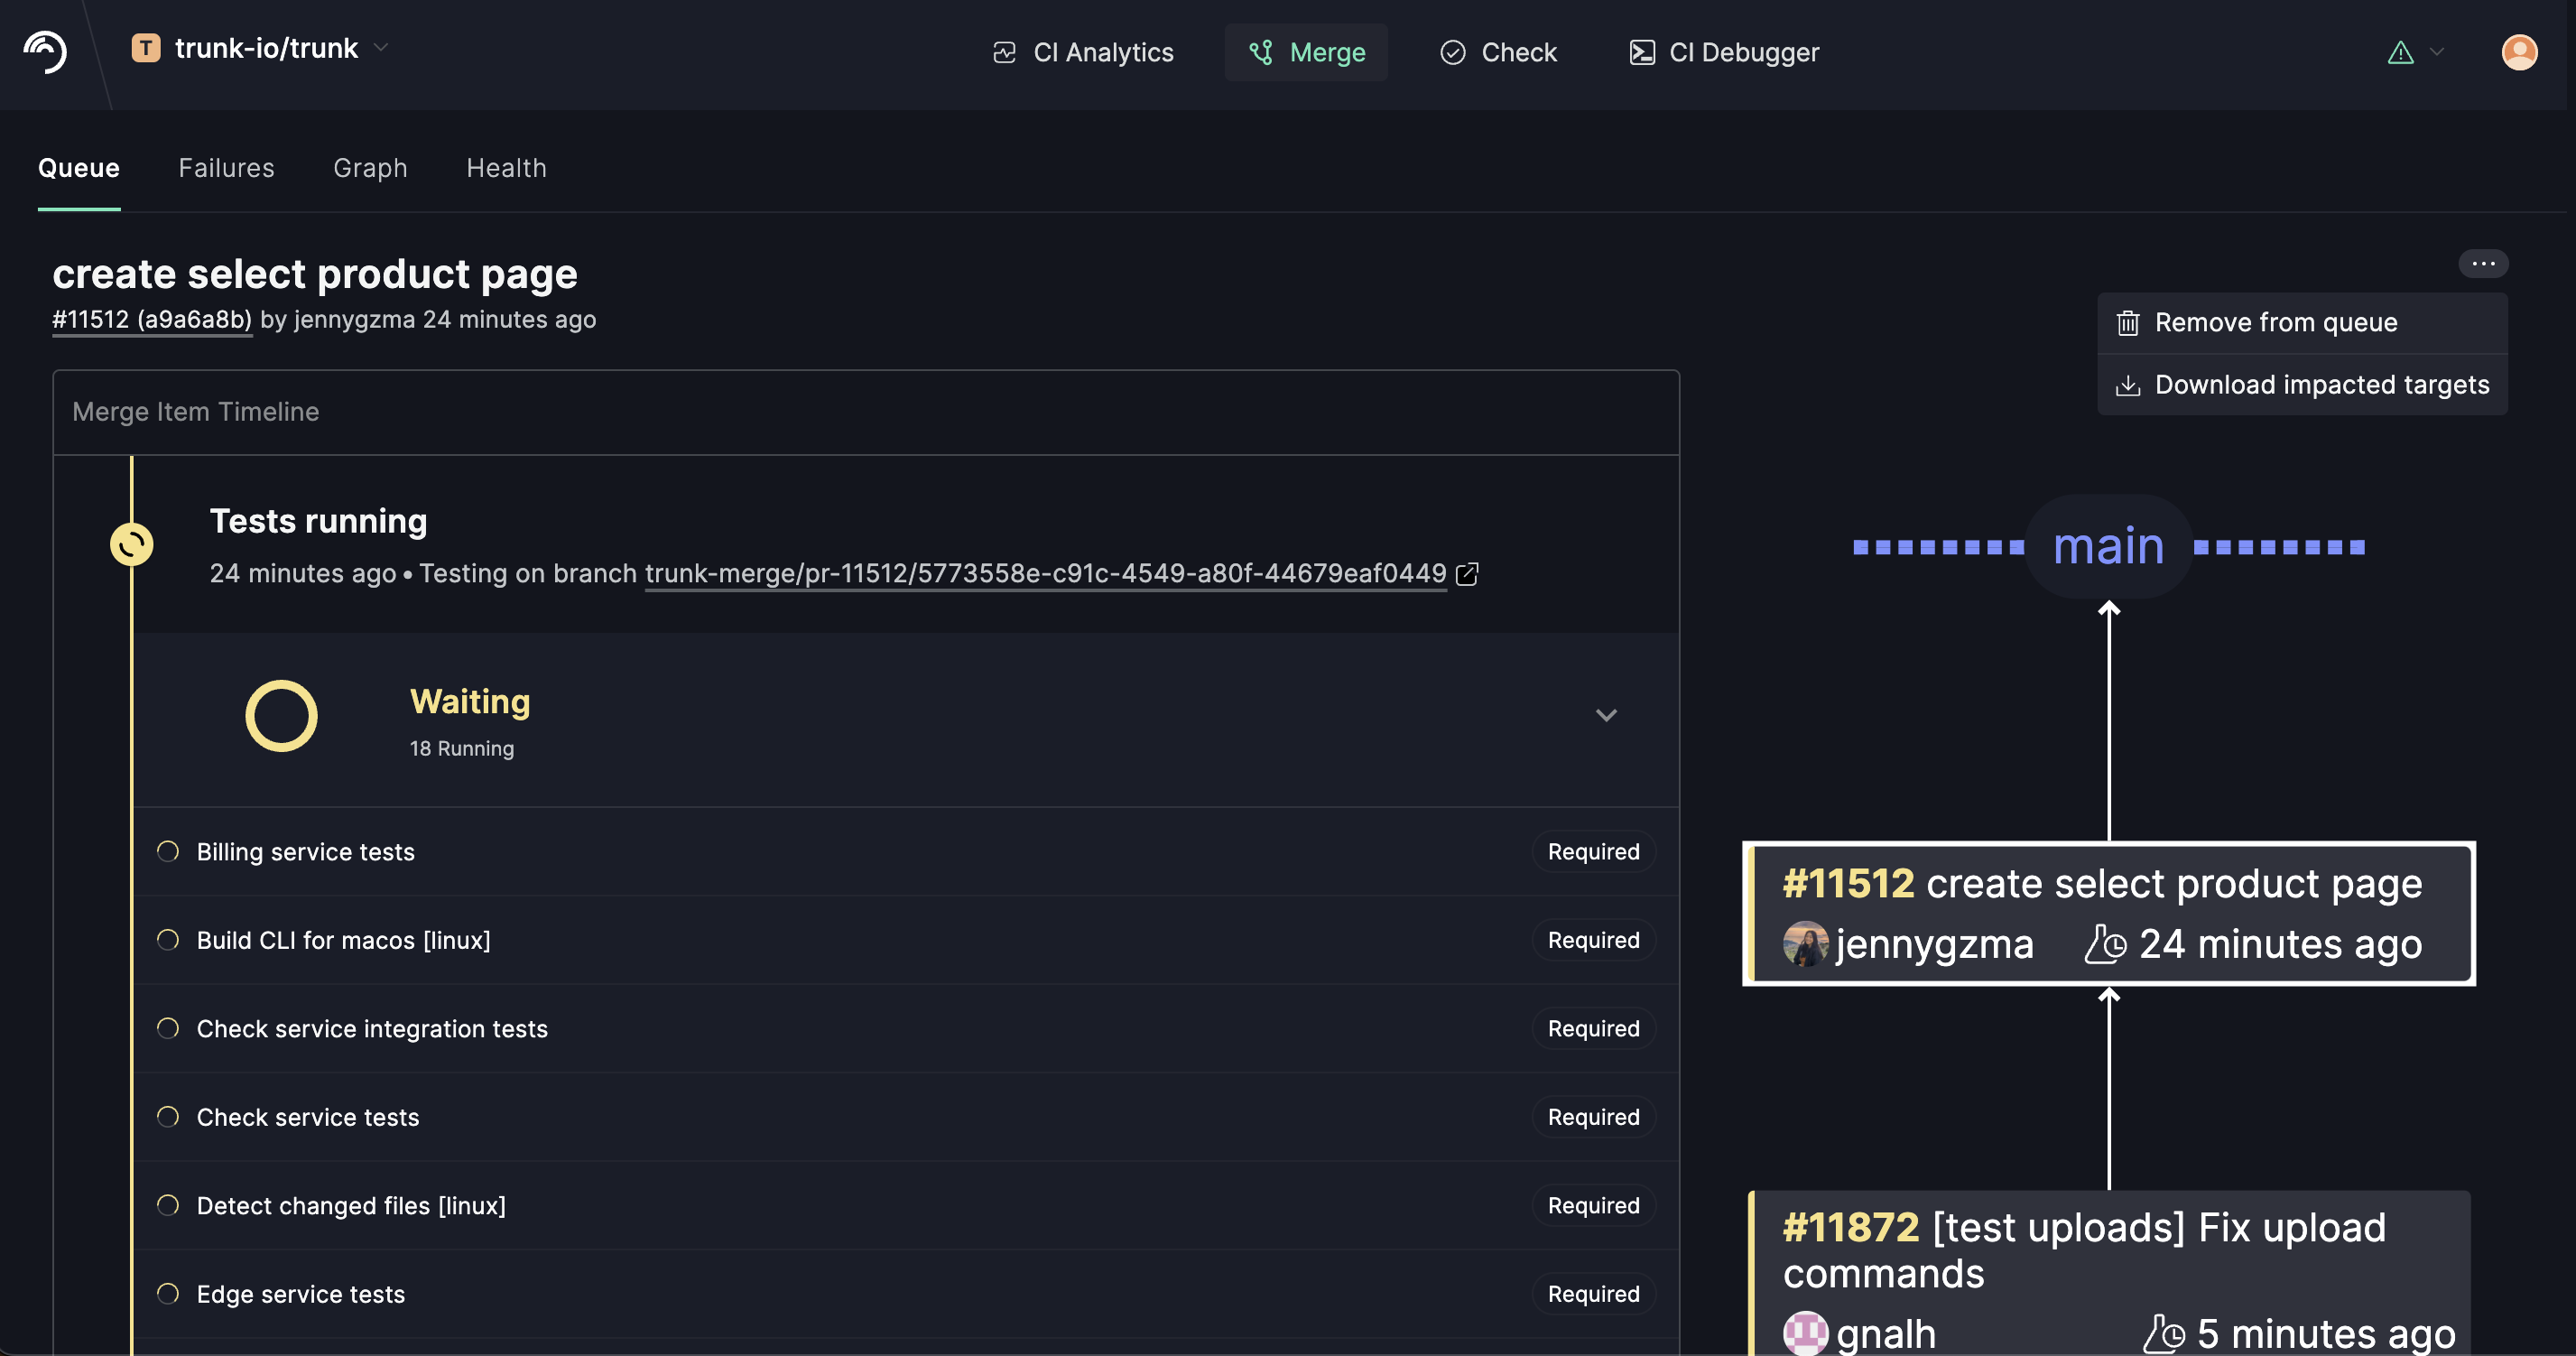 T trunk-io/trunk
CI Analytics
Merge
Check
CI Debugger
Queue
Failures
Graph
Health
create select product page
#11512 (a9a6a8b) by jennygzma 24 minutes ago
Remove from queue
Download impacted targets
Merge Item Timeline
Tests running
24 minutes ago • Testing on branch trunk-merge/pr-11512/5773558e-c91c-4549-a80f-44679eaf0449
Waiting
18 Running
Billing service tests Required
Build CLI for macos [linux] Required
Check service integration tests Required
Check service tests Required
Detect changed files [linux] Required
Edge service tests Required
main
#11512 create select product page
jennygzma 24 minutes ago
#11872 [test uploads] Fix upload
commands
gnalh 5 minutes ago